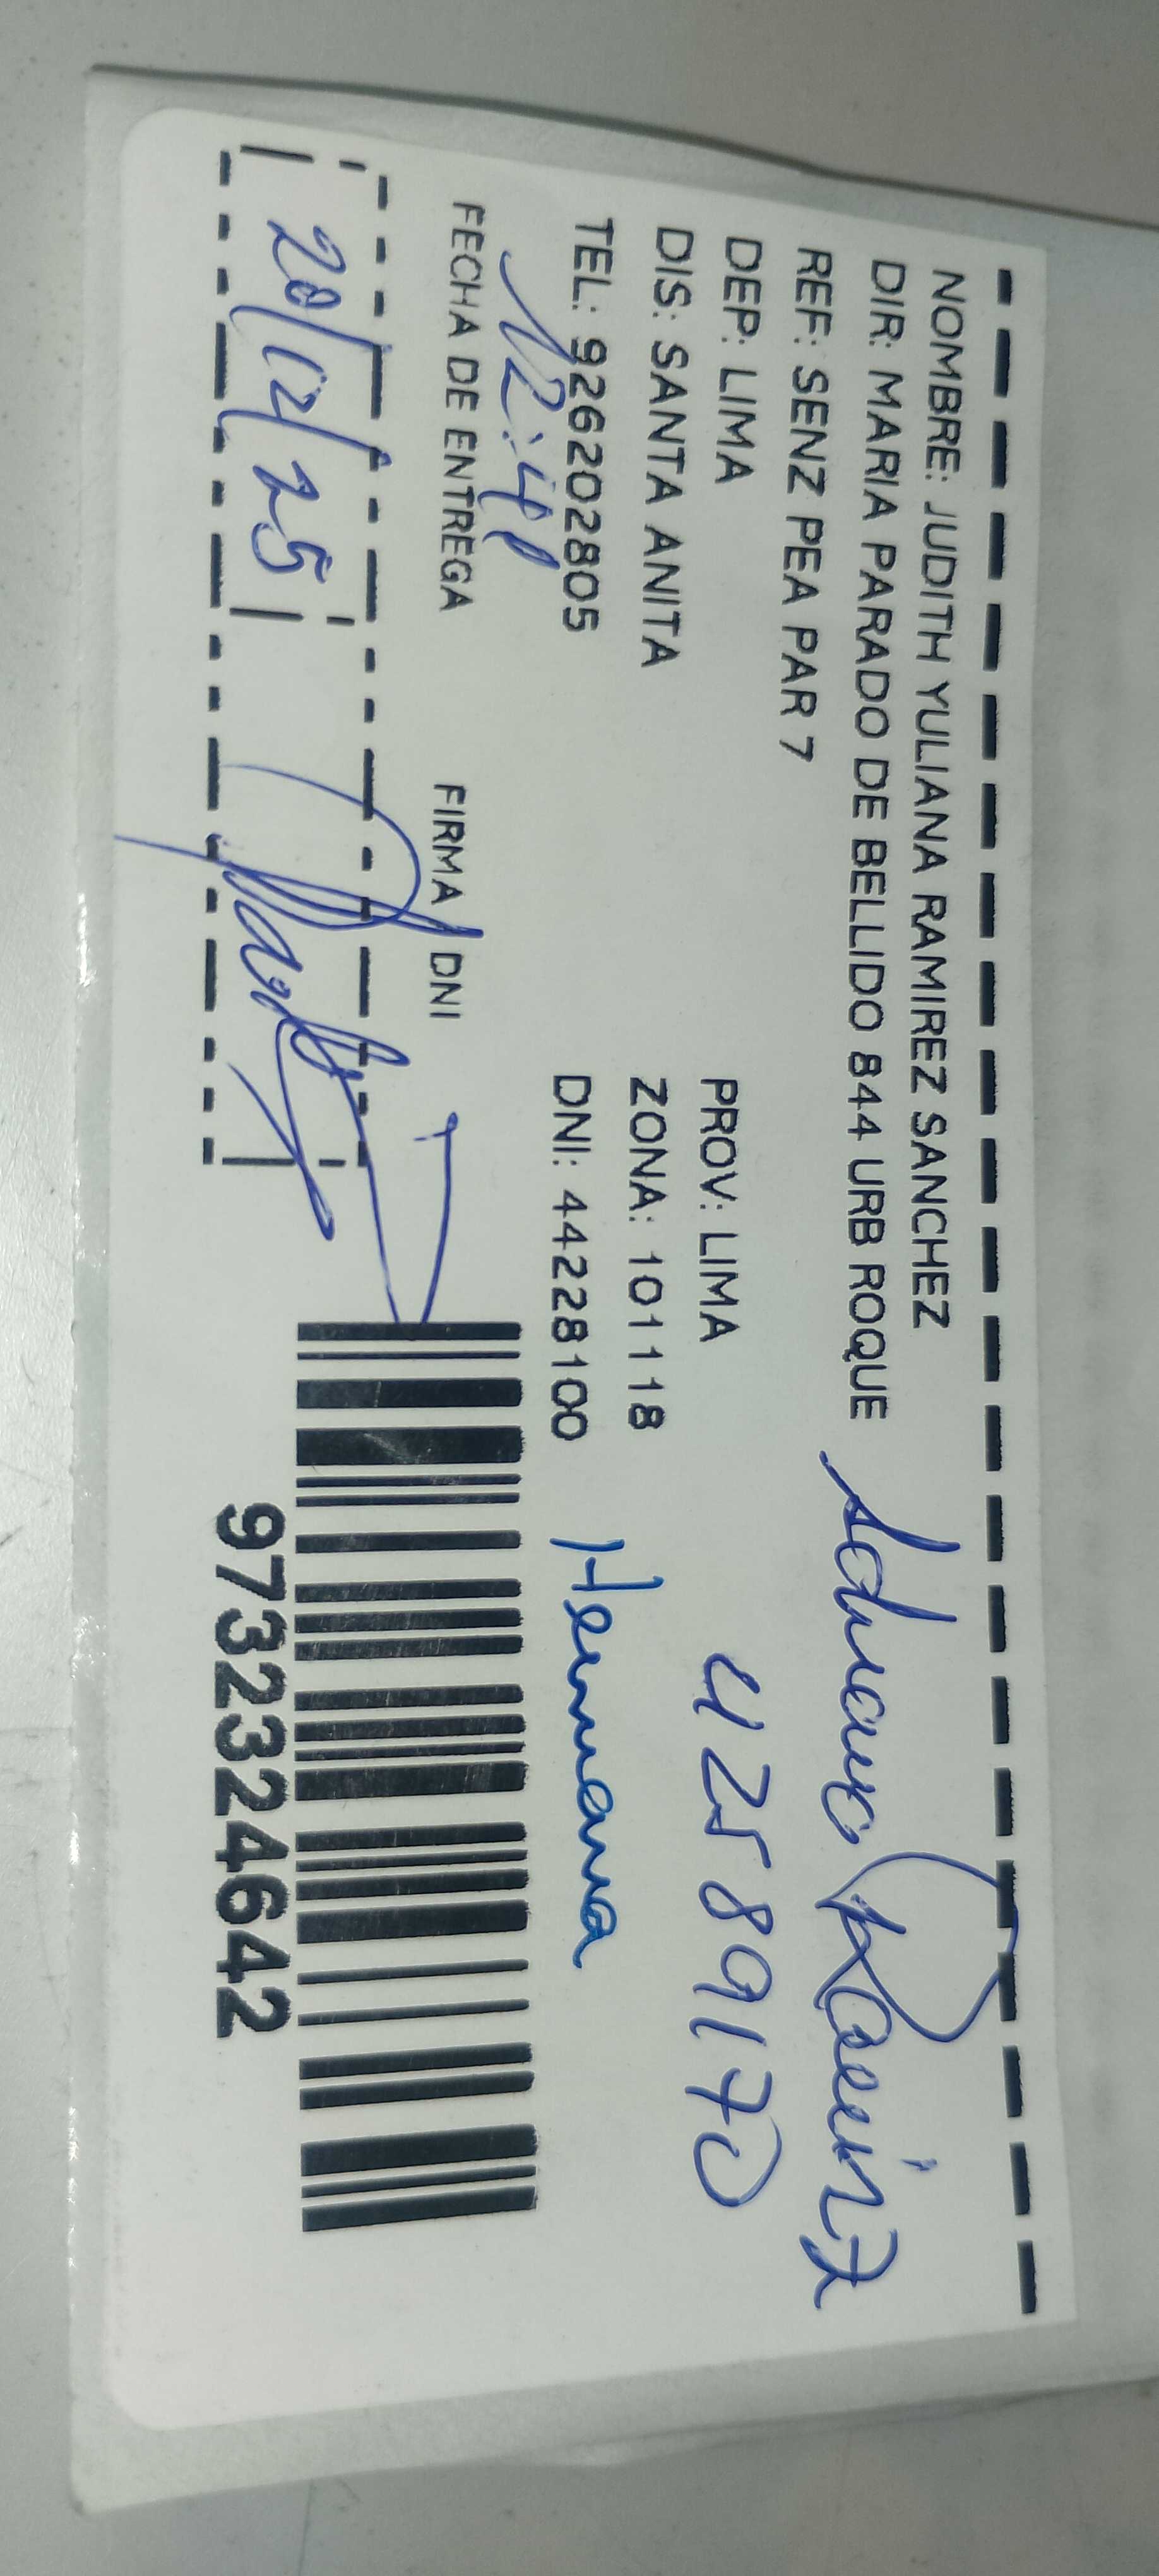 NOMBRE: JUDITH YULIANA RAMIREZ SANCHEZ
DIR: MARIA PARADO DE BELLIDO 844 URB ROQUE
REF: SENZ PEA PAR 7
DEP: LIMA PROV: LIMA 42589170
DIS: SANTA ANITA ZONA: 101118
TEL: 926202805 DNI: 44228100 Hermana
FECHA DE ENTREGA FIRMA / DNI
20/12/25
9732324642